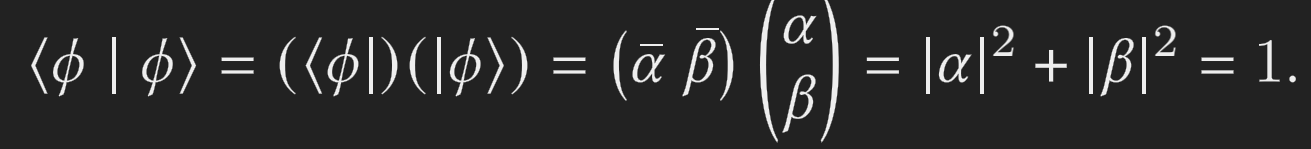 ⟨ϕ | ϕ⟩ = (⟨ϕ|)(|ϕ⟩) = (ᾱ β̄) (α β) = |α|² + |β|² = 1.